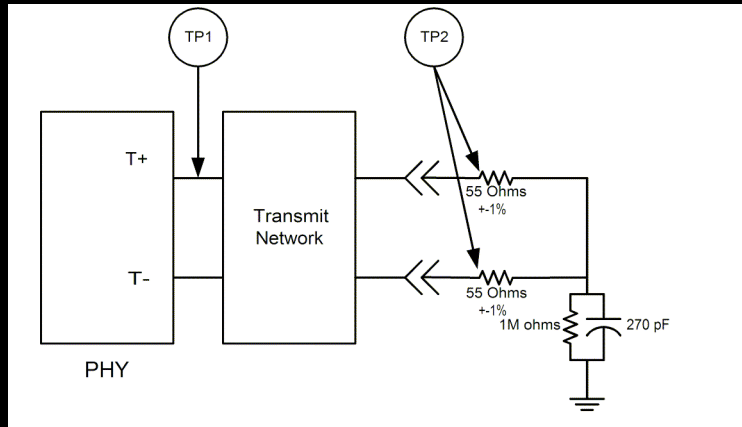 TP1
TP2
T+
55 Ohms
+-1%
Transmit
Network
T-
55 Ohms
+-1%
1M ohms
270 pF
PHY